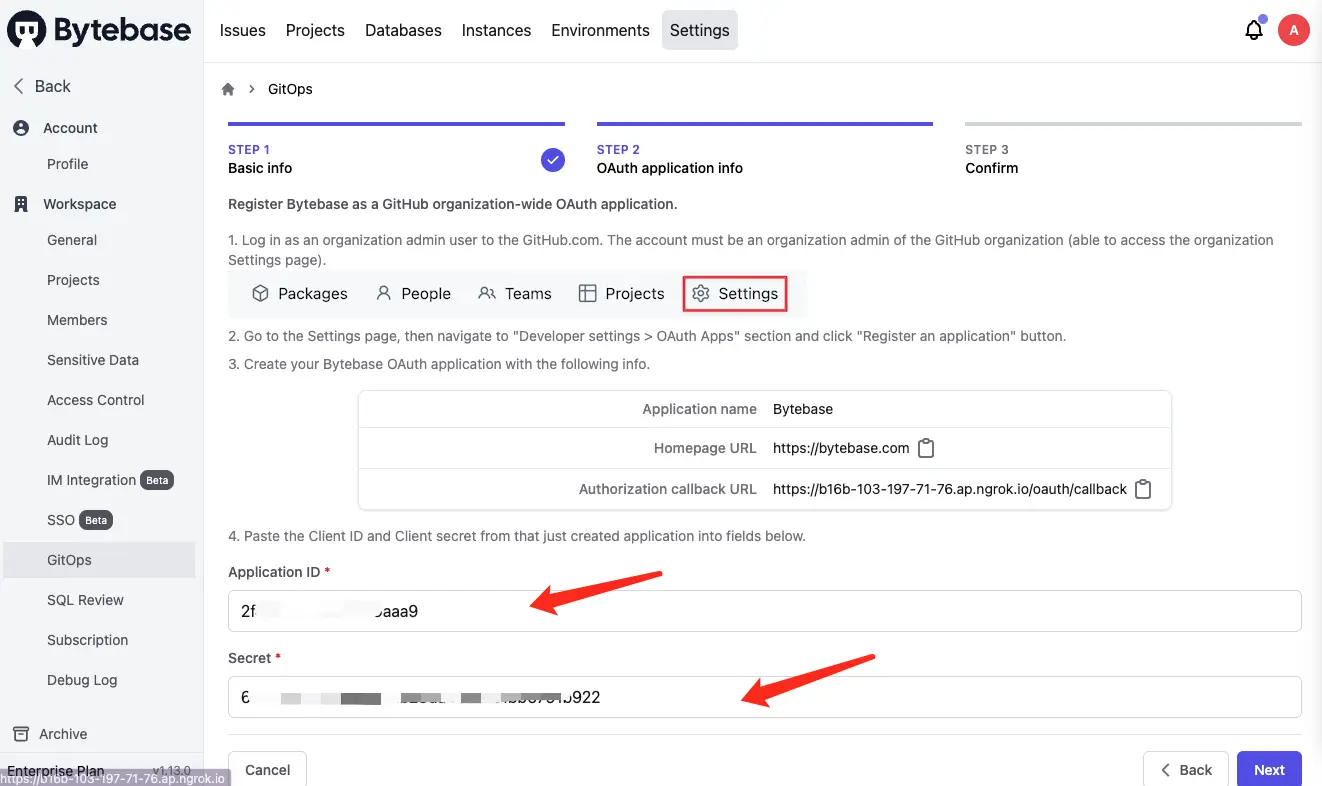 Bytebase
Issues
Projects
Databases
Instances
Environments
Settings
A
Back
GitOps
Account
Profile
Workspace
General
Projects
Members
Sensitive Data
Access Control
Audit Log
IM Integration Beta
SSO Beta
GitOps
SQL Review
Subscription
Debug Log
Archive
Enterprise Plan
v1.13.0
https://b16b-103-197-71-76.ap.ngrok.io
STEP 1
Basic info
STEP 2
OAuth application info
STEP 3
Confirm
Register Bytebase as a GitHub organization-wide OAuth application.
1. Log in as an organization admin user to the GitHub.com. The account must be an organization admin of the GitHub organization (able to access the organization
Settings page).
Packages
People
Teams
Projects
Settings
2. Go to the Settings page, then navigate to "Developer settings > OAuth Apps" section and click "Register an application" button.
3. Create your Bytebase OAuth application with the following info.
Application name Bytebase
Homepage URL https://bytebase.com
Authorization callback URL https://b16b-103-197-71-76.ap.ngrok.io/oauth/callback
4. Paste the Client ID and Client secret from that just created application into fields below.
Application ID *
Secret *
Cancel
Back
Next